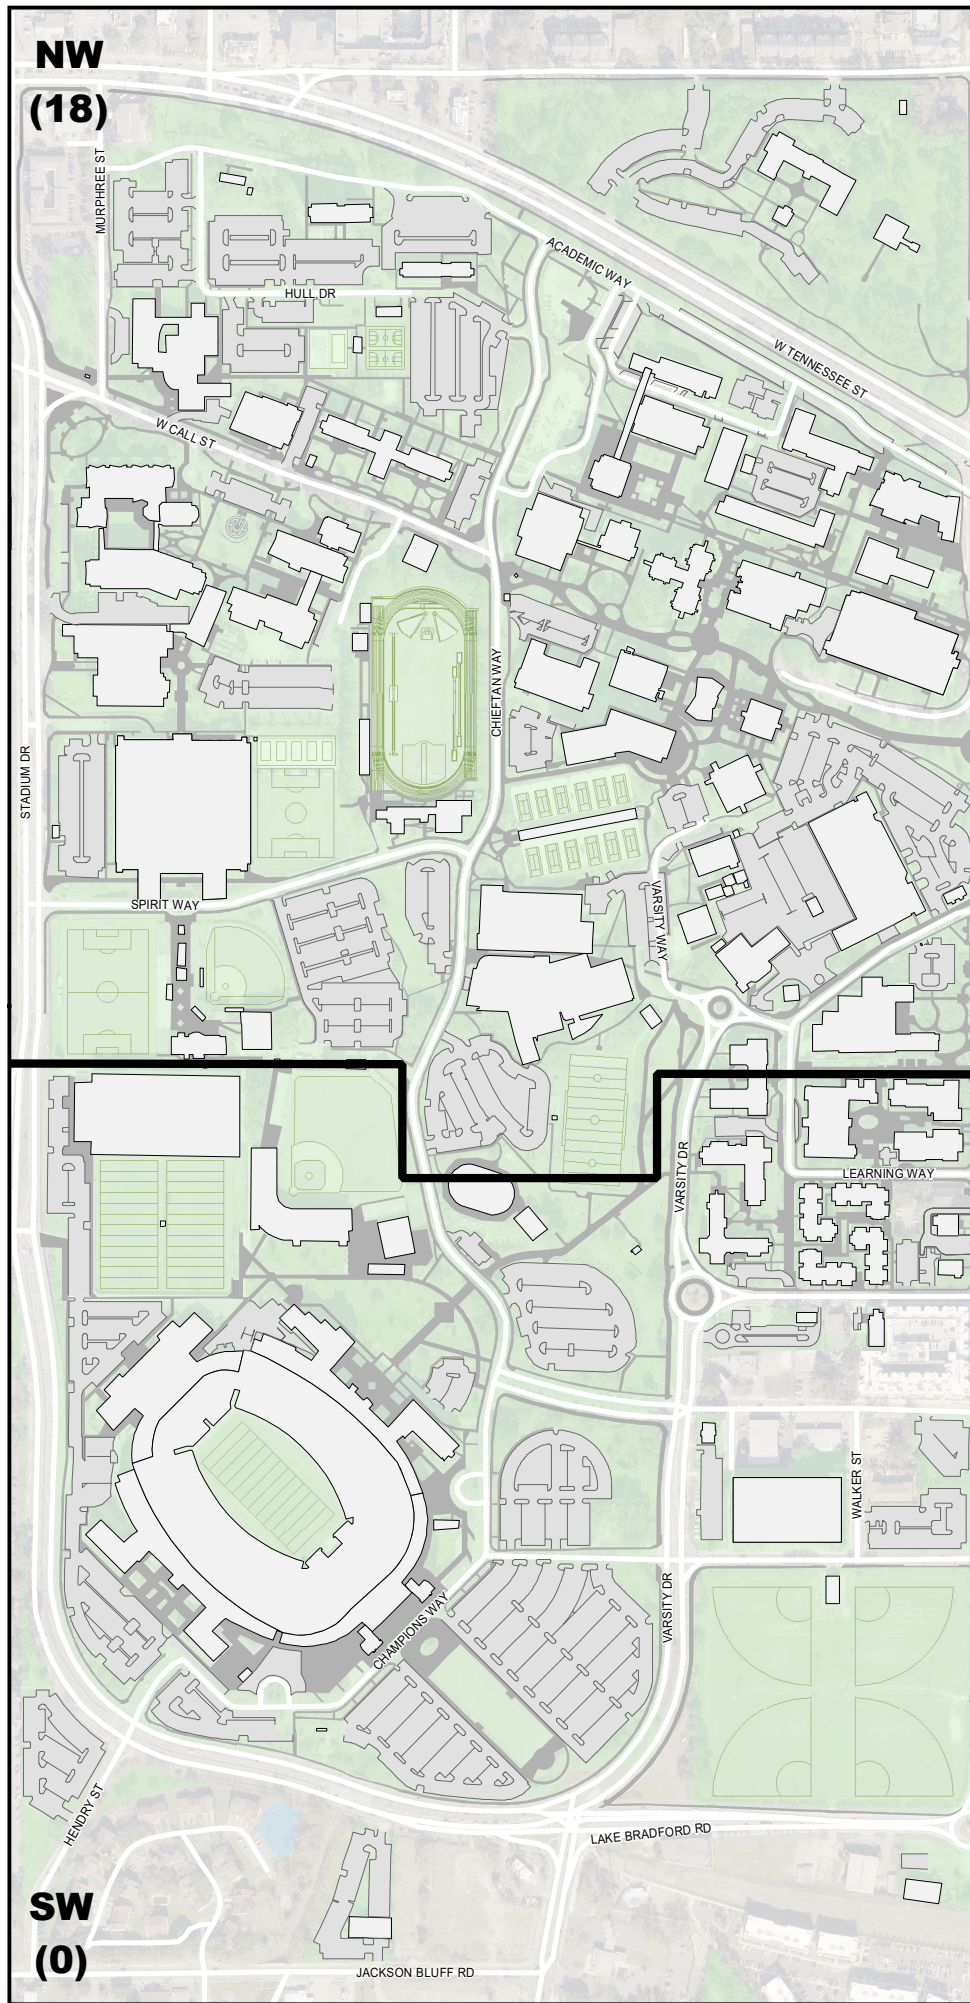 NW
(18)
MURPHREE ST
ACADEMIC WAY
HULL DR
W TENNESSEE ST
W CALL ST
CHIEFTAN WAY
STADIUM DR
SPIRIT WAY
VARSITY WAY
VARSITY DR
LEARNING WAY
WALKER ST
VARSITY DR
CHAMPIONS WAY
HENDRY ST
LAKE BRADFORD RD
SW
(0)
JACKSON BLUFF RD